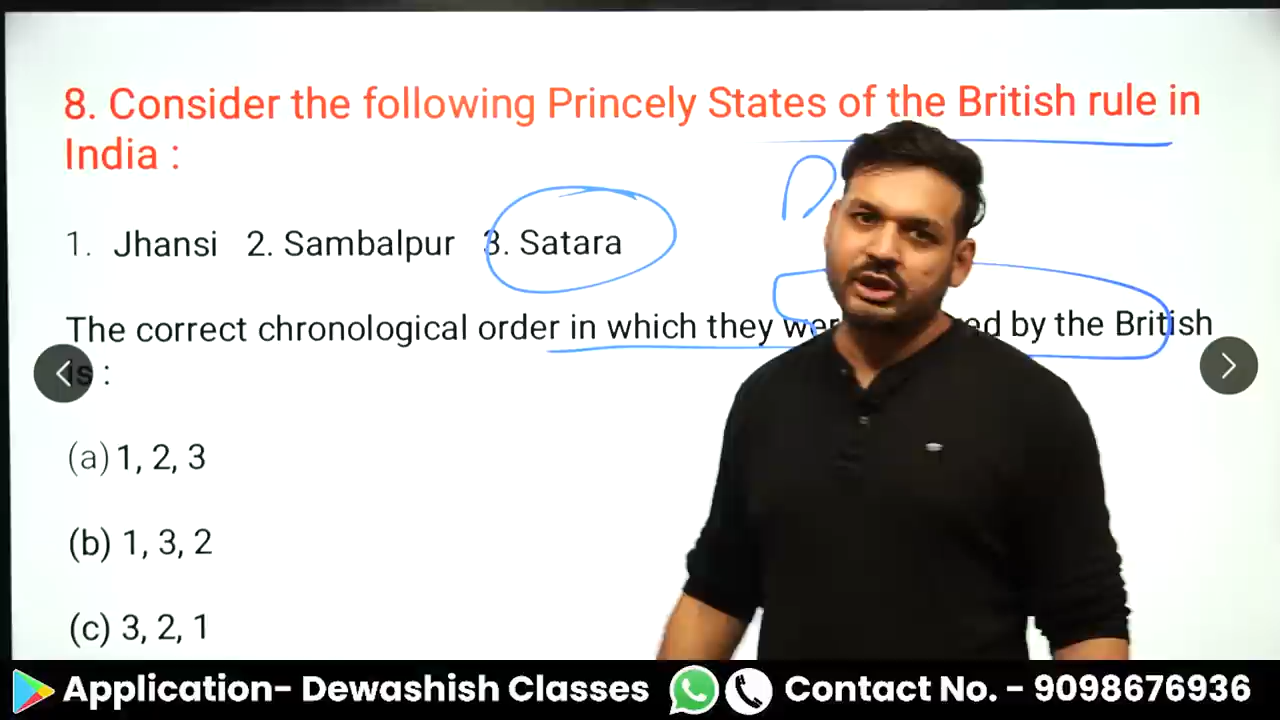 8. Consider the following Princely States of the British rule in
India :
1. Jhansi 2. Sambalpur 3. Satara
The correct chronological order in which they by the British
is :
(a) 1, 2, 3
(b) 1, 3, 2
(c) 3, 2, 1
Application- Dewashish Classes Contact No. - 9098676936